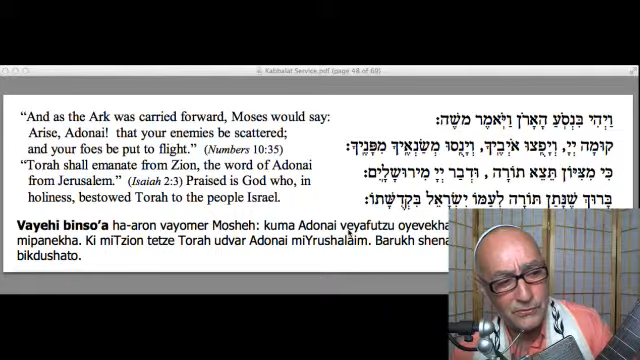 Kabbalat Service.pdf (page 48 of 69)
"And as the Ark was carried forward, Moses would say:
Arise, Adonai! that your enemies be scattered;
and your foes be put to flight." (Numbers 10:35)
"Torah shall emanate from Zion, the word of Adonai
from Jerusalem." (Isaiah 2:3) Praised is God who, in
holiness, bestowed Torah to the people Israel.
וַיְהִי בִּנְסֹעַ הָאָרֹן וַיֹּאמֶר מֹשֶׁה:
קוּמָה יְיָ, וְיָפֻצוּ אֹיְבֶיךָ, וְיָנֻסוּ מְשַׂנְאֶיךָ מִפָּנֶיךָ:
כִּי מִצִּיּוֹן תֵּצֵא תוֹרָה , וּדְבַר יְיָ מִירוּשָׁלָיִם:
בָּרוּךְ שֶׁנָּתַן תּוֹרָה לְעַמּוֹ יִשְׂרָאֵל בִּקְדֻשָּׁתוֹ:
Vayehi binso'a ha-aron vayomer Mosheh: kuma Adonai veyafutzu oyevekha
mipanekha. Ki miTzion tetze Torah udvar Adonai miYrushalaim. Barukh
bikdushato.